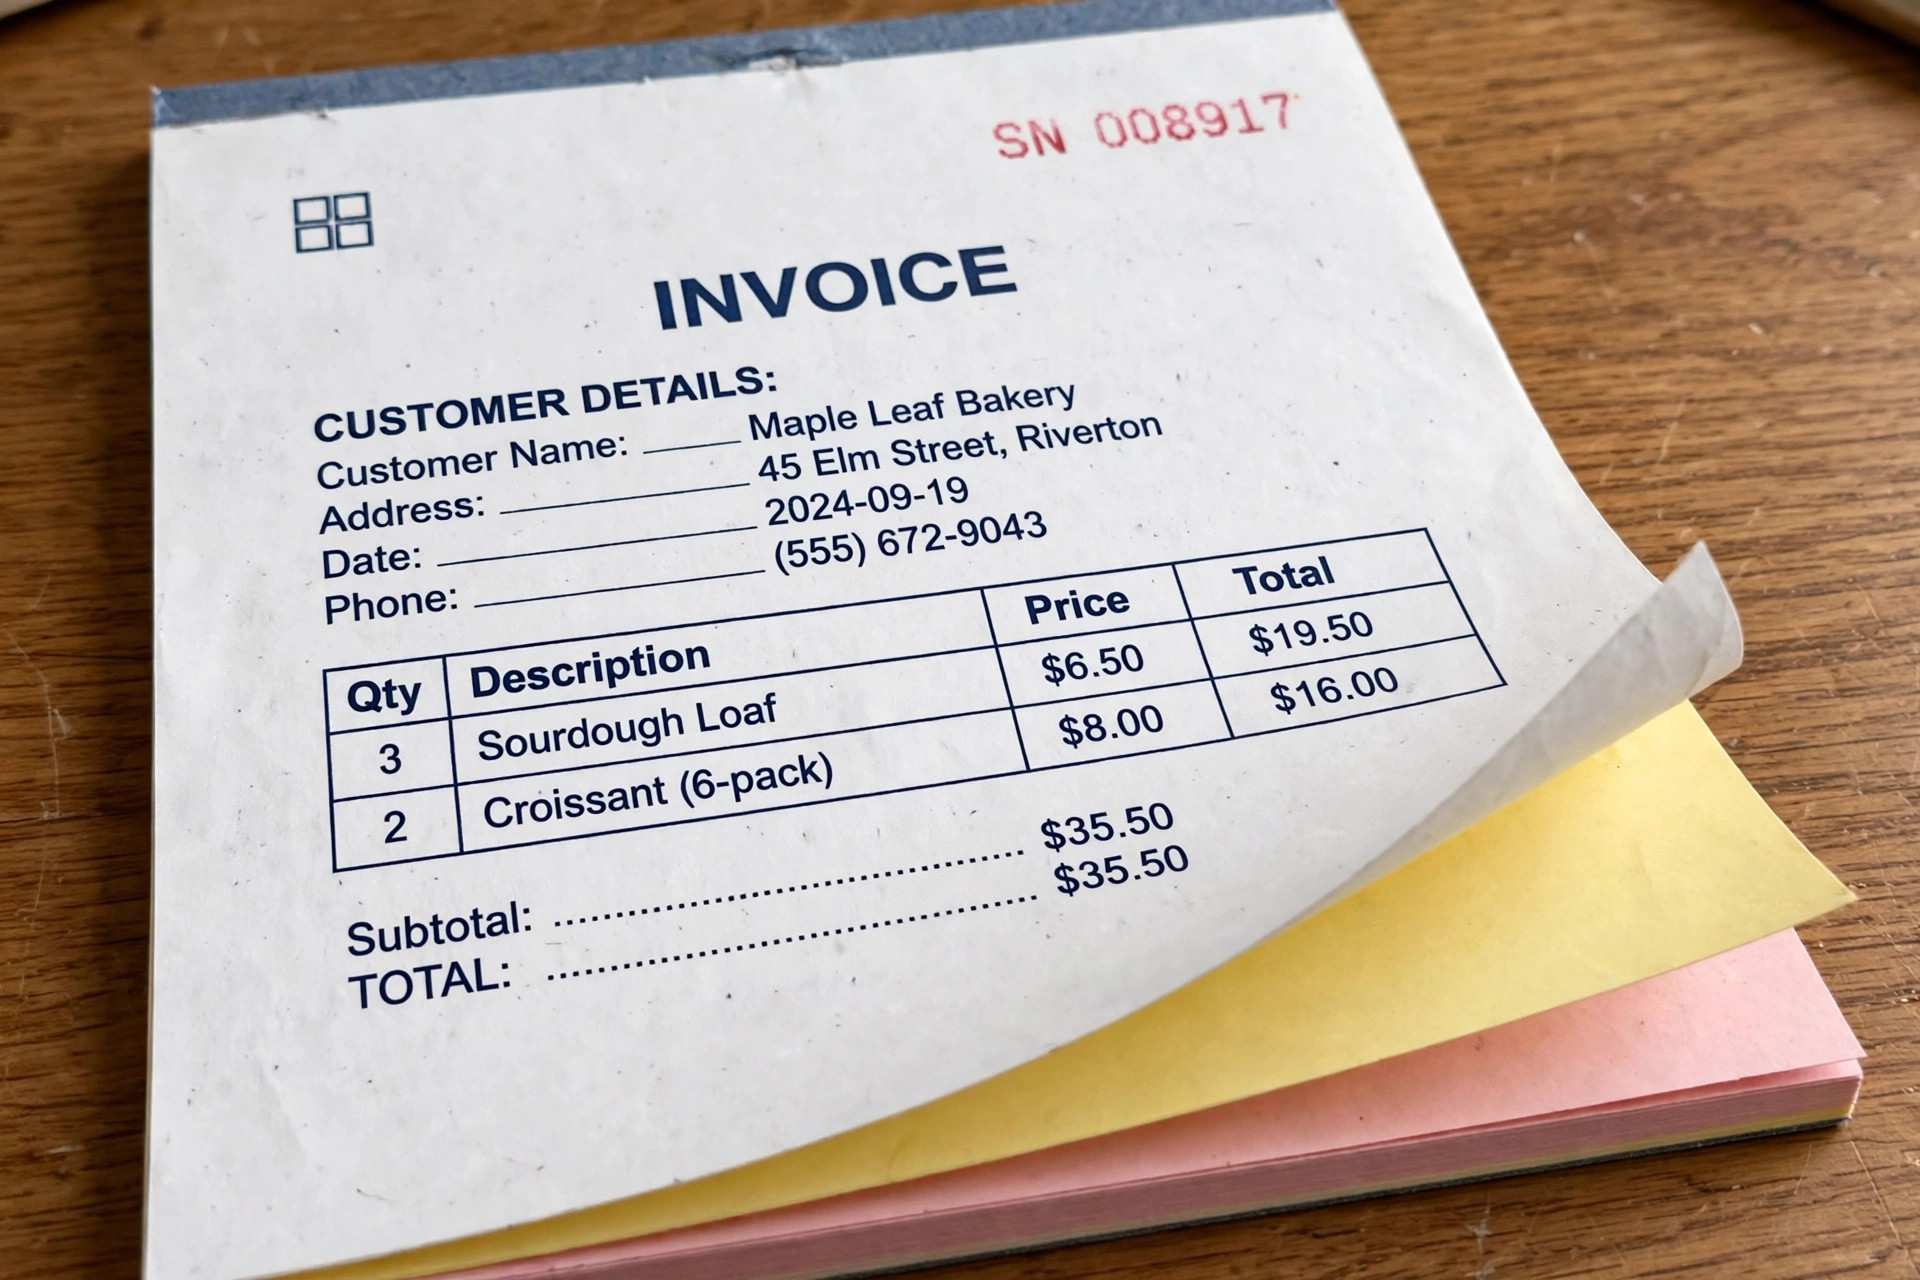 SN 008917
INVOICE
CUSTOMER DETAILS:
Customer Name: Maple Leaf Bakery
Address: 45 Elm Street, Riverton
Date: 2024-09-19
Phone: (555) 672-9043
Qty Description Price Total
3 Sourdough Loaf $6.50 $19.50
2 Croissant (6-pack) $8.00 $16.00
Subtotal: $35.50
TOTAL: $35.50